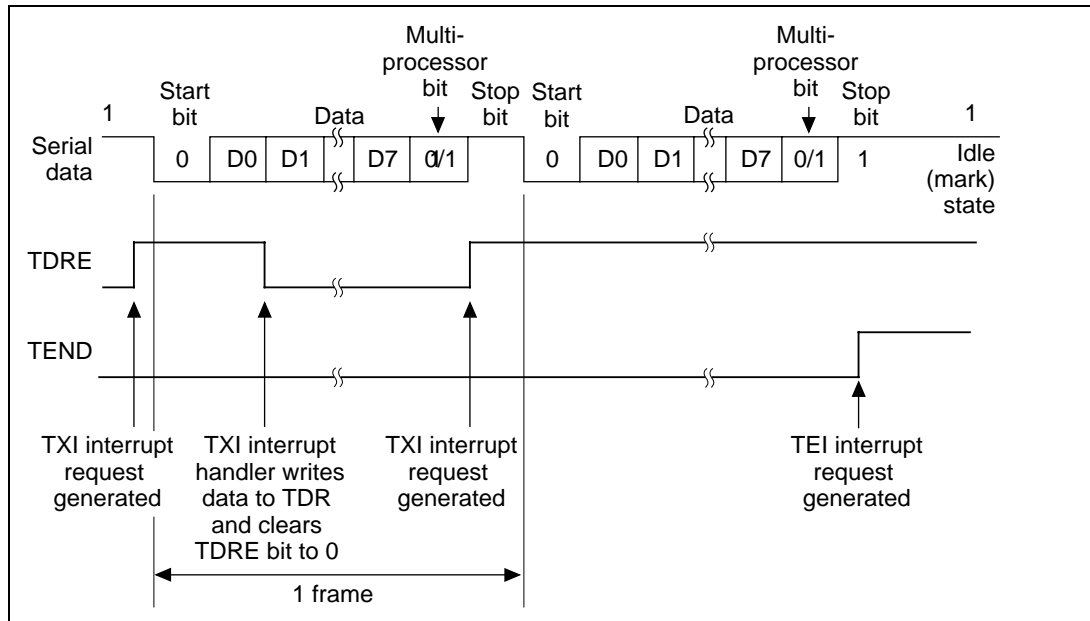 Multi-
processor
bit
Multi-
processor
bit
1
Start
bit
Data
Stop
bit
Start
bit
Data
Stop
bit
1
Serial
data
0
D0
D1
D7
0/1
0
D0
D1
D7
0/1
1
Idle
(mark)
state
TDRE
TEND
TXI interrupt
request
generated
TXI interrupt
handler writes
data to TDR
and clears
TDRE bit to 0
TXI interrupt
request
generated
TEI interrupt
request
generated
1 frame